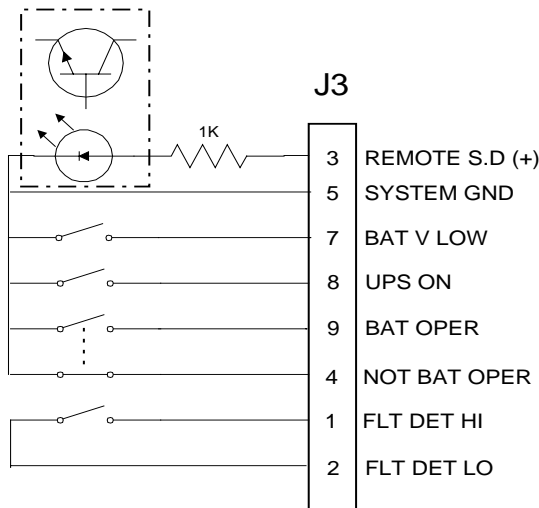 J3
1K
3 REMOTE S.D (+)
5 SYSTEM GND
7 BAT V LOW
8 UPS ON
9 BAT OPER
4 NOT BAT OPER
1 FLT DET HI
2 FLT DET LO